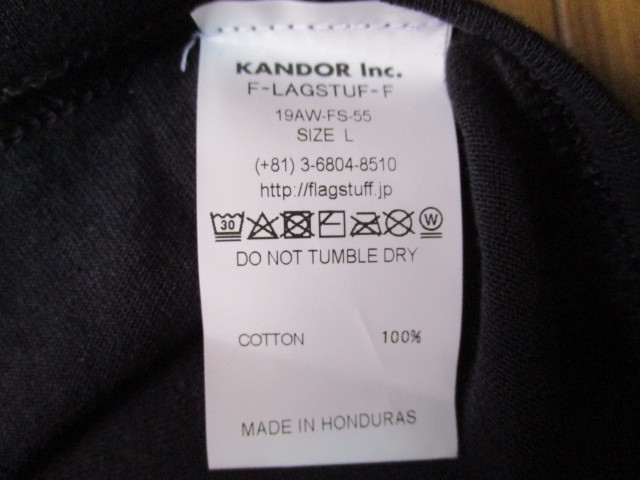 KANDOR Inc.
F-LAGSTUF-F
19AW-FS-55
SIZE L
(+81) 3-6804-8510
http://flagstuff.jp
30 W
DO NOT TUMBLE DRY
COTTON 100%
MADE IN HONDURAS